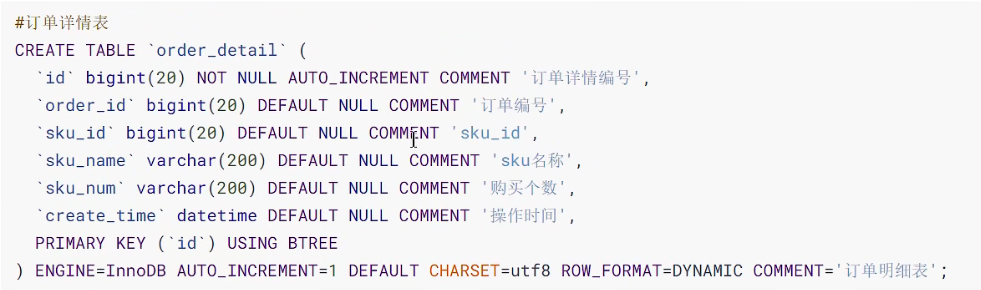 #订单详情表
CREATE TABLE `order_detail` (
  `id` bigint(20) NOT NULL AUTO_INCREMENT COMMENT '订单详情编号',
  `order_id` bigint(20) DEFAULT NULL COMMENT '订单编号',
  `sku_id` bigint(20) DEFAULT NULL COMMENT 'sku_id',
  `sku_name` varchar(200) DEFAULT NULL COMMENT 'sku名称',
  `sku_num` varchar(200) DEFAULT NULL COMMENT '购买个数',
  `create_time` datetime DEFAULT NULL COMMENT '操作时间',
  PRIMARY KEY (`id`) USING BTREE
) ENGINE=InnoDB AUTO_INCREMENT=1 DEFAULT CHARSET=utf8 ROW_FORMAT=DYNAMIC COMMENT='订单明细表';